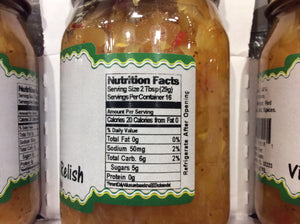 Nutrition Facts
Serving Size 2 Tbsp (29g)
Servings Per Container 16
Amount Per Serving
Calories 20 Calories from Fat 0
% Daily Value
Total Fat 0g 0%
Sodium 50mg 2%
Total Carb. 6g 2%
Sugars 5g
Protein 0g
Refrigerate After Opening
Relish
Vi